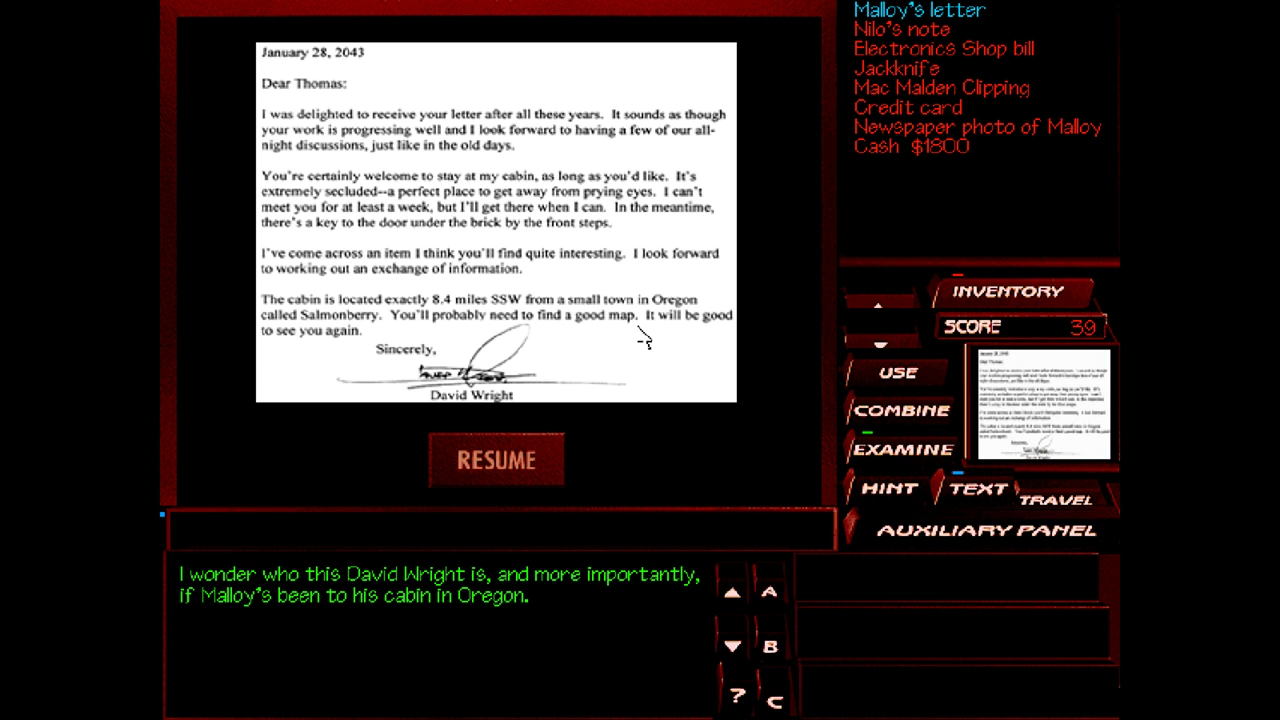 January 28, 2043
Dear Thomas:
I was delighted to receive your letter after all these years. It sounds as though
your work is progressing well and I look forward to having a few of our all-
night discussions, just like in the old days.
You're certainly welcome to stay at my cabin, as long as you'd like. It's
extremely secluded--a perfect place to get away from prying eyes. I can't
meet you for at least a week, but I'll get there when I can. In the meantime,
there's a key to the door under the brick by the front steps.
I've come across an item I think you'll find quite interesting. I look forward
to working out an exchange of information.
The cabin is located exactly 8.4 miles SSW from a small town in Oregon
called Salmonberry. You'll probably need to find a good map. It will be good
to see you again.
Sincerely,
David Wright
RESUME
I wonder who this David Wright is, and more importantly,
if Malloy's been to his cabin in Oregon.
Malloy's letter
Nilo's note
Electronics Shop bill
Jackknife
Mac Malden Clipping
Credit card
Newspaper photo of Malloy
Cash $1800
INVENTORY
SCORE 39
USE
COMBINE
EXAMINE
HINT TEXT TRAVEL
AUXILIARY PANEL
A
B
? C